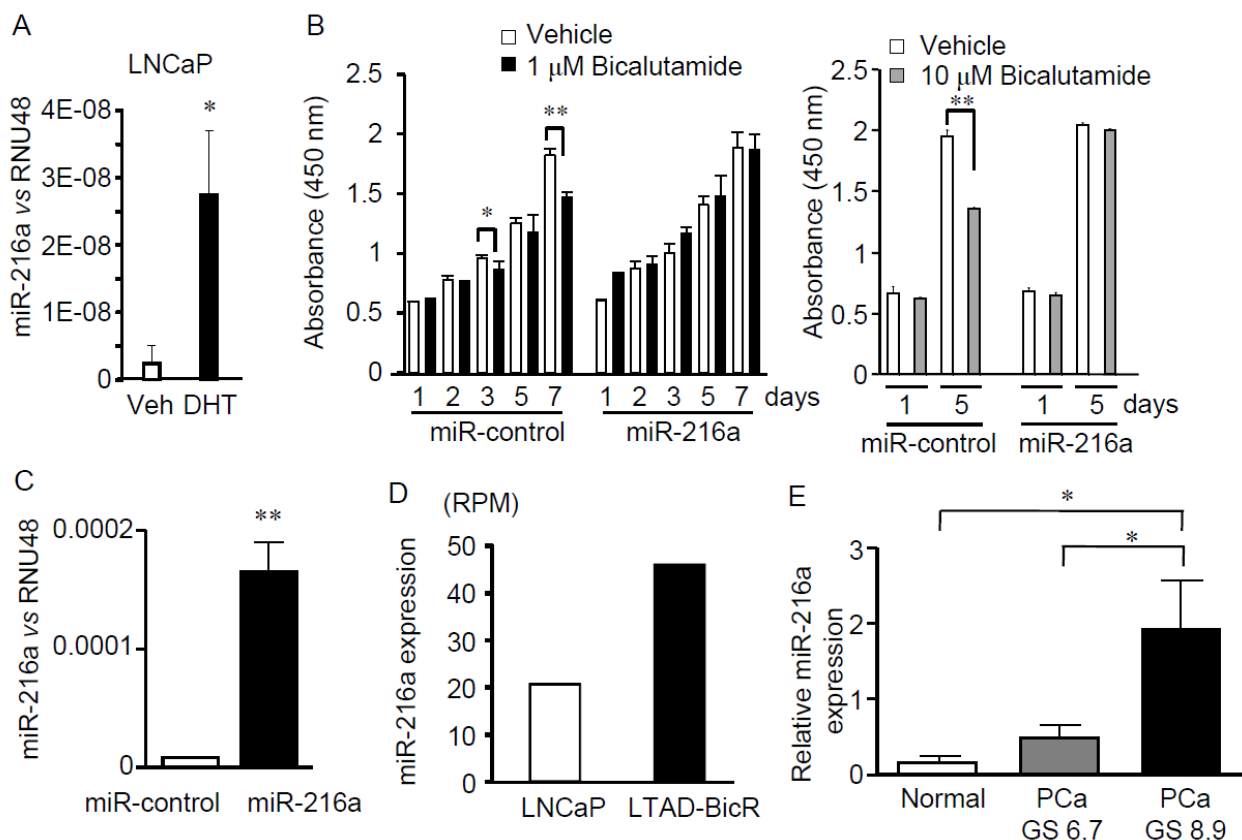 A
LNCaP
miR-216a vs RNU48
4E-08
3E-08
2E-08
1E-08
0
*
Veh DHT
B
Vehicle
1 µM Bicalutamide
Absorbance (450 nm)
2.5
2
1.5
1
0.5
0
*
**
1 2 3 5 7 1 2 3 5 7 days
miR-control miR-216a
Vehicle
10 µM Bicalutamide
Absorbance (450 nm)
2.5
2
1.5
1
0.5
0
**
1 5 1 5 days
miR-control miR-216a
C
miR-216a vs RNU48
0.0002
0.0001
0
**
miR-control miR-216a
D
(RPM)
miR-216a expression
50
40
30
20
10
0
LNCaP LTAD-BicR
E
Relative miR-216a
expression
3
2
1
0
*
*
Normal PCa PCa
GS 6.7 GS 8.9